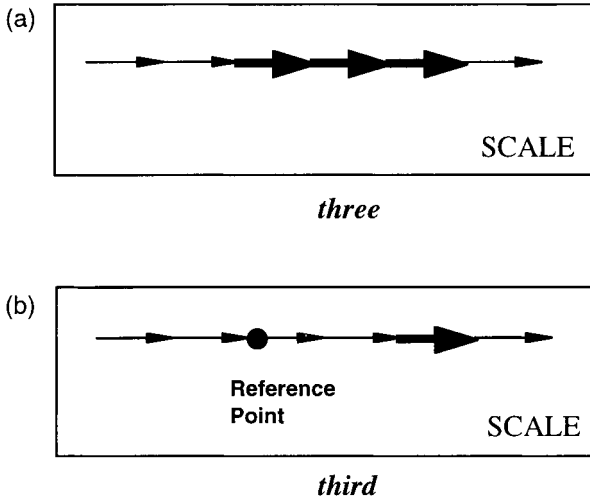 (a)
SCALE
three
(b)
Reference
Point
SCALE
third